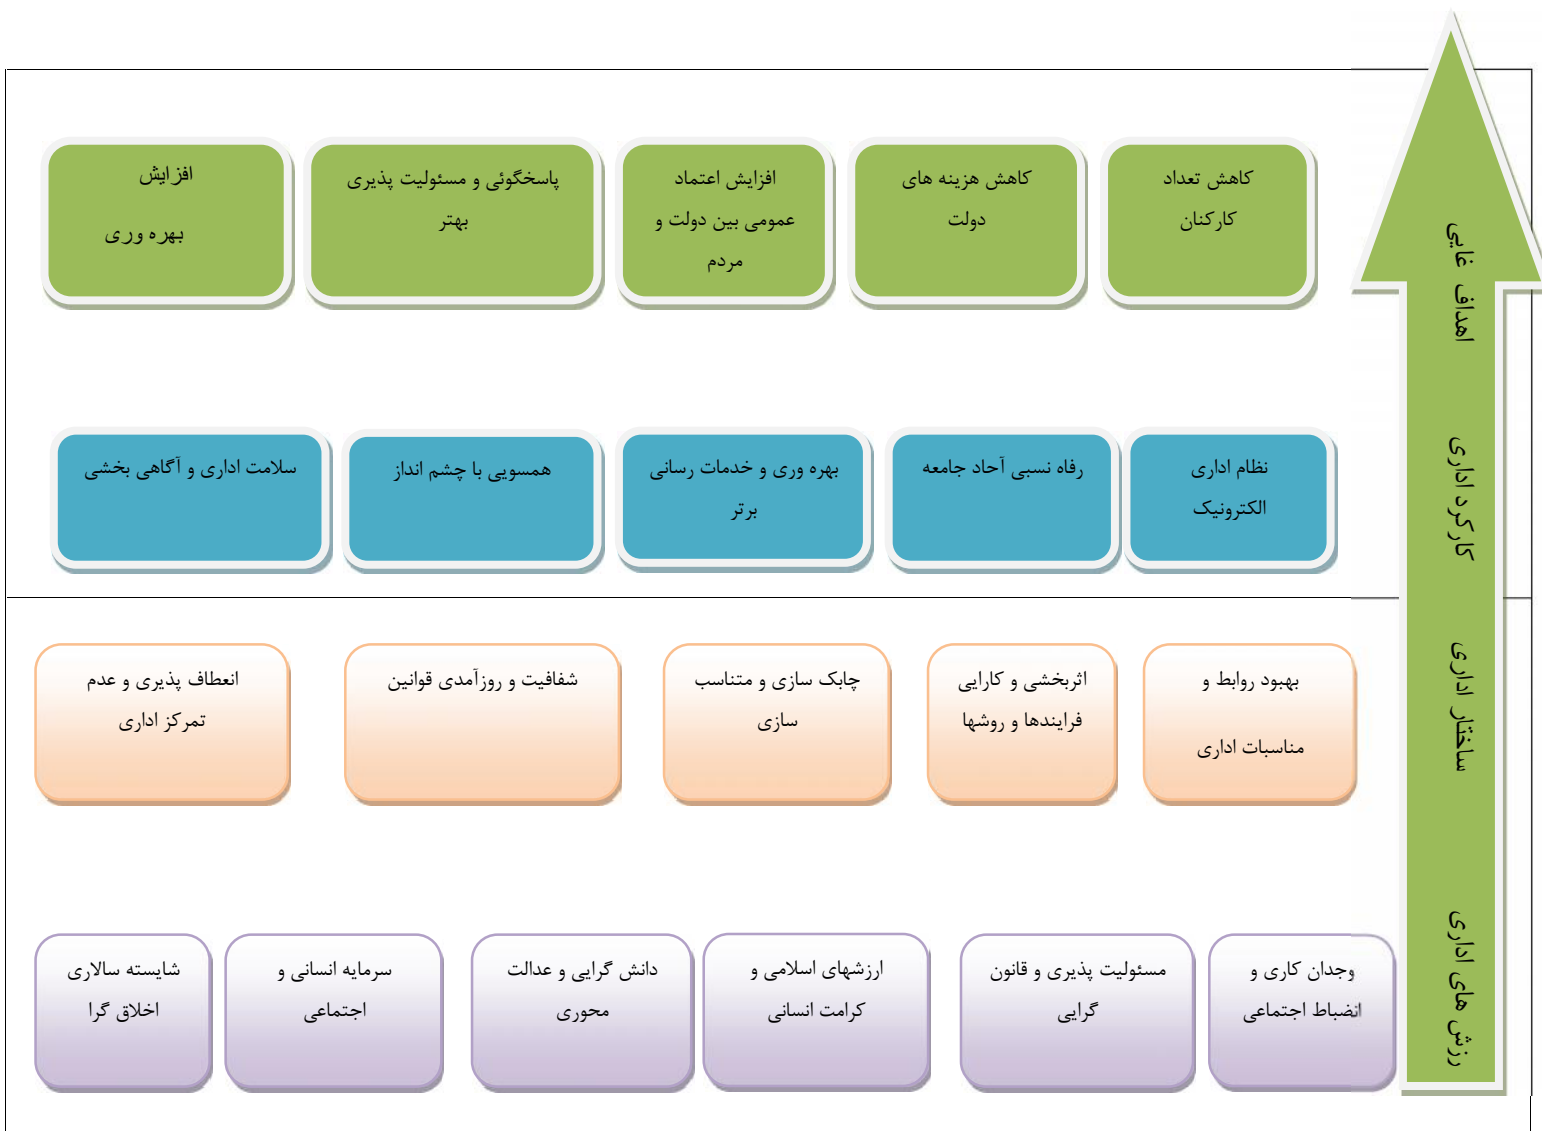 کاهش تعداد
کارکنان
کاهش هزینه های
دولت
افزایش اعتماد
عمومی بین دولت و
مردم
پاسخگوئی و مسئولیت پذیری
بهتر
افزایش
بهره وری
اهداف غایی
نظام اداری
الکترونیک
رفاه نسبی آحاد جامعه
بهره وری و خدمات رسانی
برتر
همسویی با چشم انداز
سلامت اداری و آگاهی بخشی
کارکرد اداری
بهبود روابط و
مناسبات اداری
اثربخشی و کارایی
فرایندها و روشها
چابک سازی و متناسب
سازی
شفافیت و روزآمدی قوانین
انعطاف پذیری و عدم
تمرکز اداری
ساختار اداری
وجدان کاری و
انضباط اجتماعی
مسئولیت پذیری و قانون
گرایی
ارزشهای اسلامی و
کرامت انسانی
دانش گرایی و عدالت
محوری
سرمایه انسانی و
اجتماعی
شایسته سالاری
اخلاق گرا
رزش های اداری